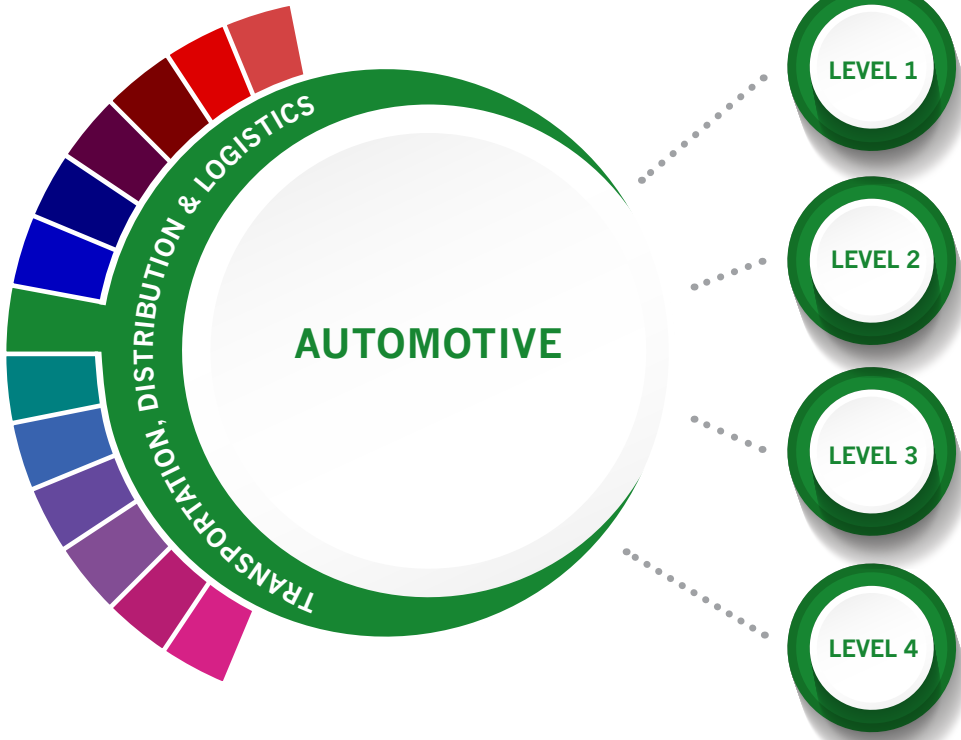 TRANSPORTATION, DISTRIBUTION & LOGISTICS
AUTOMOTIVE
LEVEL 1
LEVEL 2
LEVEL 3
LEVEL 4